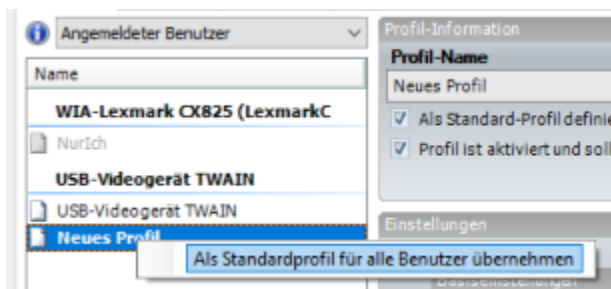 Angemeldeter Benutzer
Name
WIA-Lexmark CX825 (LexmarkC
NurIch
USB-Videogerät TWAIN
USB-Videogerät TWAIN
Neues Profil
Als Standardprofil für alle Benutzer übernehmen
Profil-Information
Profil-Name
Neues Profil
Als Standard-Profil definie
Profil ist aktiviert und soll
Einstellungen
Basiseinstellungen